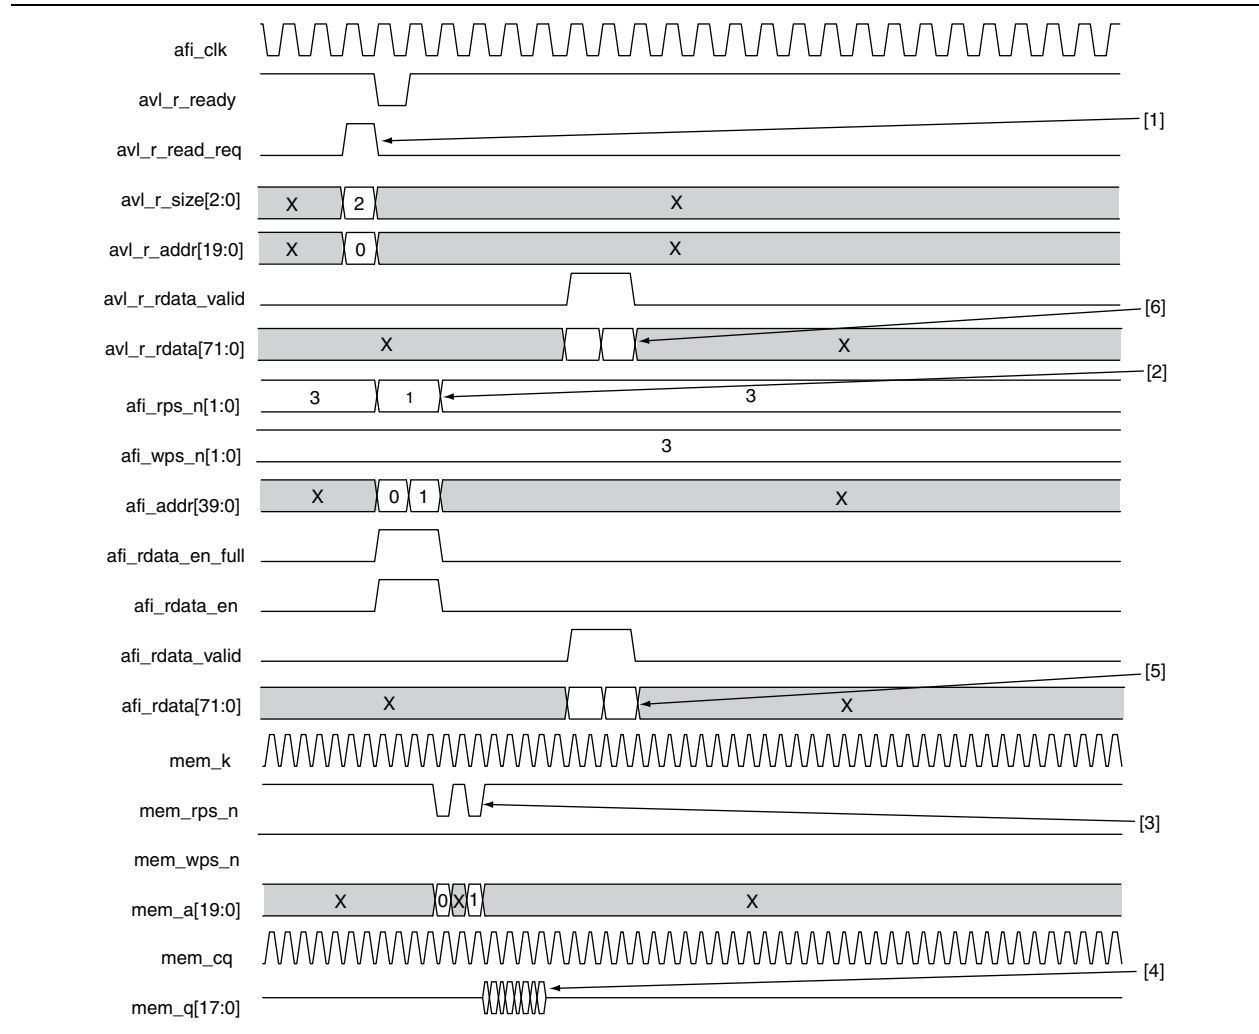 afi_clk
avl_r_ready
[1]
avl_r_read_req
avl_r_size[2:0] X 2 X
avl_r_addr[19:0] X 0 X
avl_r_rdata_valid
[6]
avl_r_rdata[71:0] X X
[2]
afi_rps_n[1:0] 3 1 3
afi_wps_n[1:0] 3
afi_addr[39:0] X 0 1 X
afi_rdata_en_full
afi_rdata_en
afi_rdata_valid
[5]
afi_rdata[71:0] X X
mem_k
mem_rps_n
[3]
mem_wps_n
mem_a[19:0] X 0 X 1 X
mem_cq
[4]
mem_q[17:0]